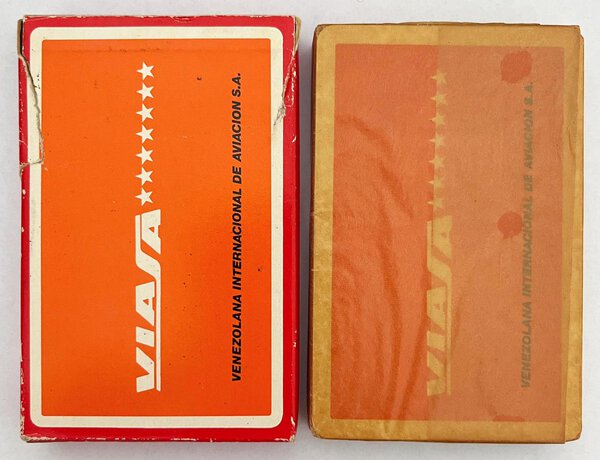 VIASA
VENEZOLANA INTERNACIONAL DE AVIACION S.A.
VIASA
VENEZOLANA INTERNACIONAL DE AVIACION S.A.